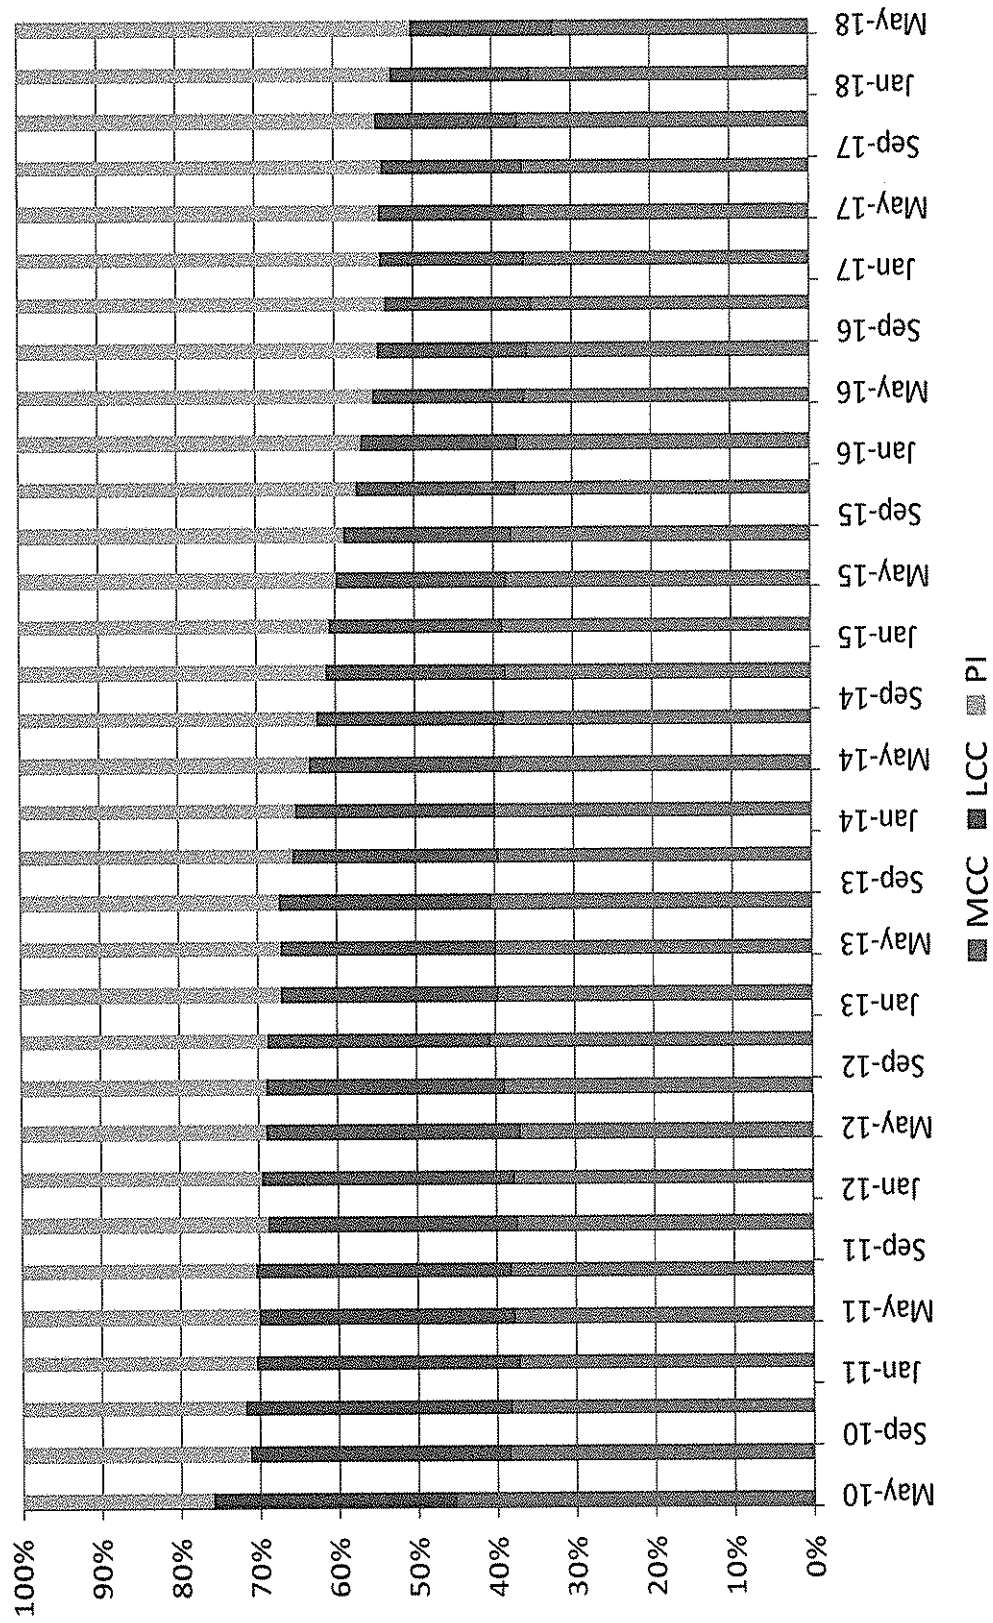 100%
90%
80%
70%
60%
50%
40%
30%
20%
10%
0%
May-10
Sep-10
Jan-11
May-11
Sep-11
Jan-12
May-12
Sep-12
Jan-13
May-13
Sep-13
Jan-14
May-14
Sep-14
Jan-15
May-15
Sep-15
Jan-16
May-16
Sep-16
Jan-17
May-17
Sep-17
Jan-18
May-18
MCC LCC PI